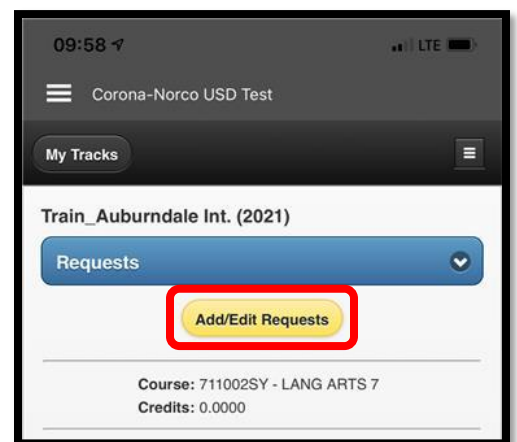 09:58 LTE
Corona-Norco USD Test
My Tracks
Train_Auburndale Int. (2021)
Requests
Add/Edit Requests
Course: 711002SY - LANG ARTS 7
Credits: 0.0000